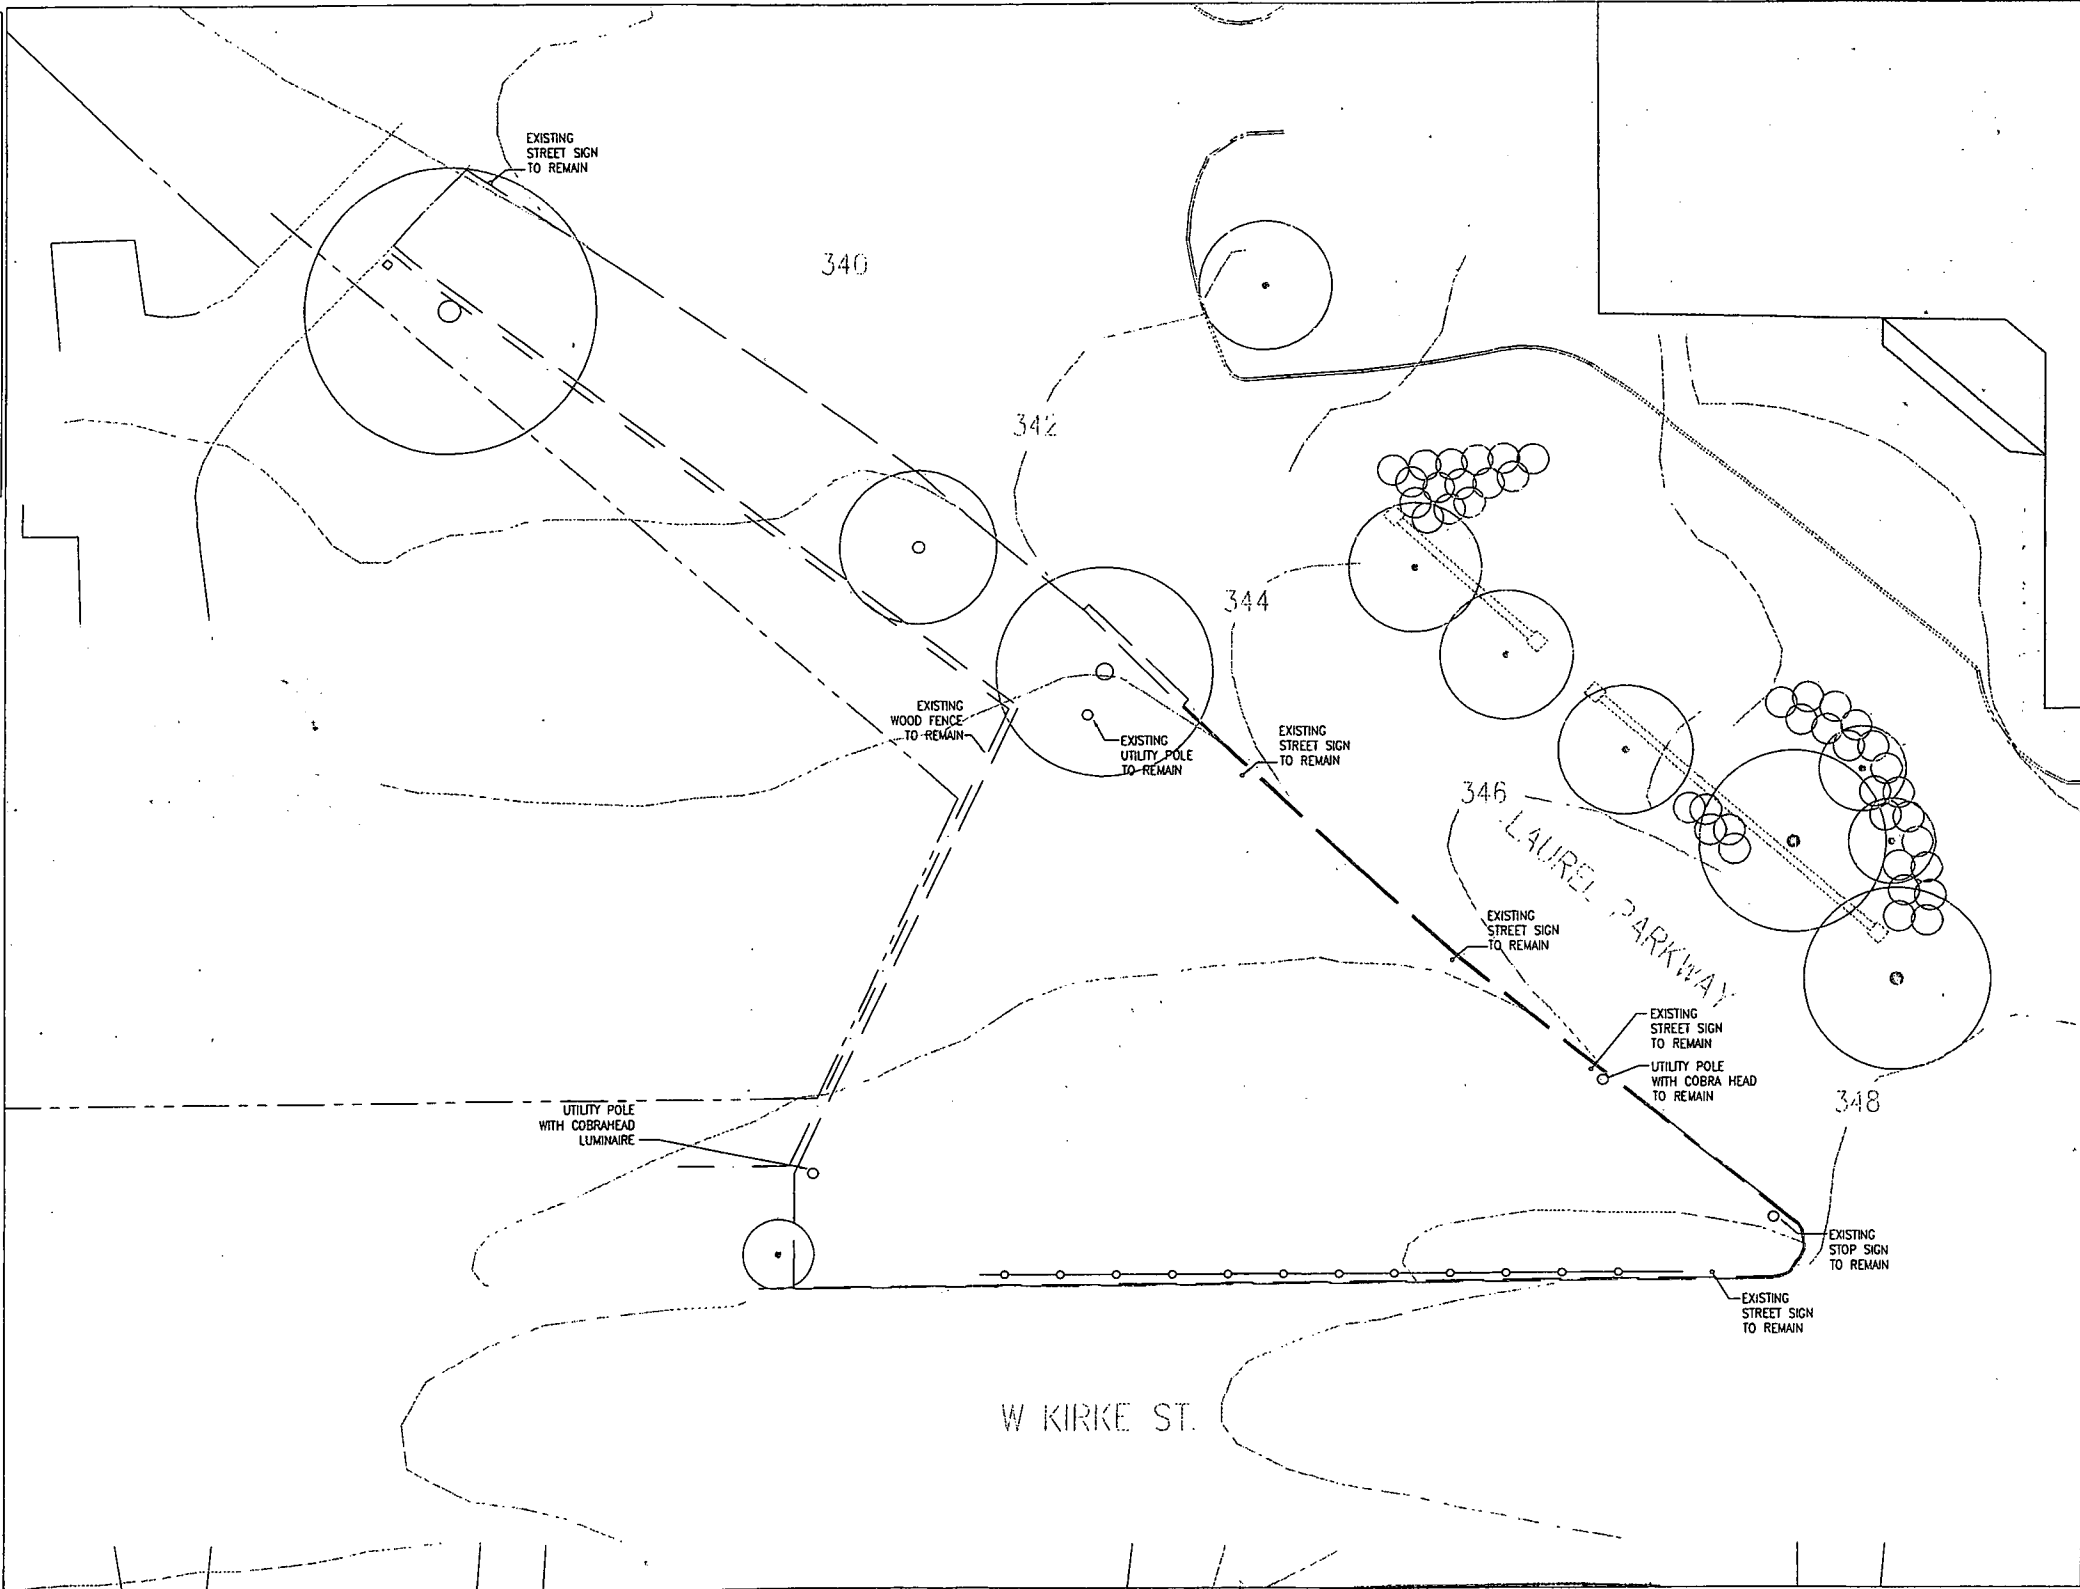 EXISTING
STREET SIGN
TO REMAIN
340
342
344
EXISTING
WOOD FENCE
TO REMAIN
EXISTING
UTILITY POLE
TO REMAIN
EXISTING
STREET SIGN
TO REMAIN
346
LAUREL PARKWAY
EXISTING
STREET SIGN
TO REMAIN
EXISTING
STREET SIGN
TO REMAIN
UTILITY POLE
WITH COBRA HEAD
TO REMAIN
348
UTILITY POLE
WITH COBRAHEAD
LUMINAIRE
EXISTING
STOP SIGN
TO REMAIN
EXISTING
STREET SIGN
TO REMAIN
W KIRKE ST.